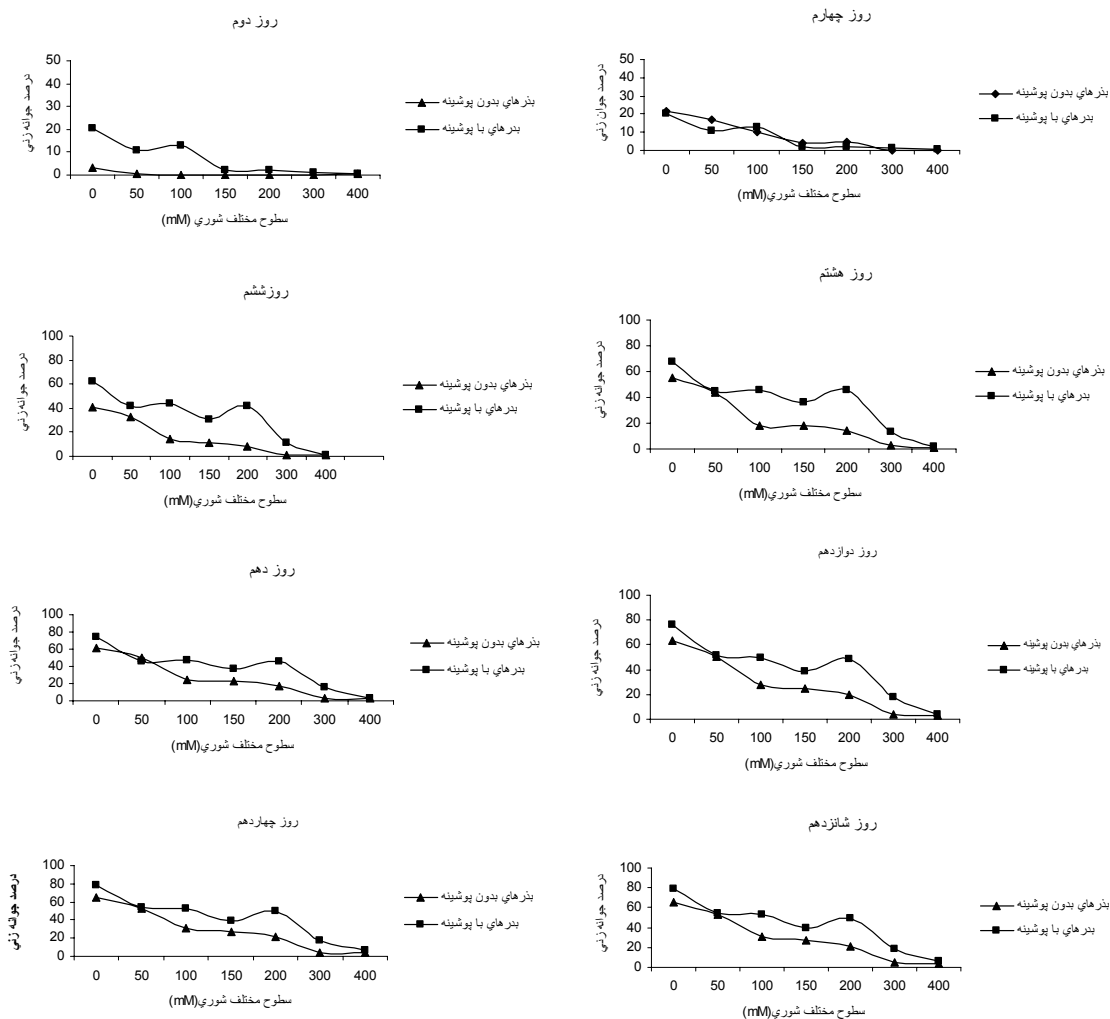 روز دوم
50
40
30
20
10
0
درصد جوانه زني
0 50 100 150 200 300 400
سطوح مختلف شوري (mM)
بذرهاي بدون پوشينه
بدرهاي با پوشينه
روز چهارم
50
40
30
20
10
0
درصد جوان زني
0 50 100 150 200 300 400
سطوح مختلف شوري(mM)
بذرهاي بدون پوشينه
بدرهاي با پوشينه
روزششم
100
80
60
40
20
0
درصد جوانه زني
0 50 100 150 200 300 400
سطوح مختلف شوري(mM)
بذرهاي بدون پوشينه
بدرهاي با پوشينه
روز هشتم
100
80
60
40
20
0
درصد جوانه زني
0 50 100 150 200 300 400
سطوح مختلف شوري(mM)
بذرهاي بدون پوشينه
بدرهاي با پوشينه
روز دهم
100
80
60
40
20
0
درصد جوانه زني
0 50 100 150 200 300 400
سطوح مختلف شوري(mM)
بذرهاي بدون پوشينه
بدرهاي با پوشينه
روز دوازدهم
100
80
60
40
20
0
درصد جوانه زني
0 50 100 150 200 300 400
سطوح مختلف شوري(mM)
بذرهاي بدون پوشينه
بدرهاي با پوشينه
روز چهاردهم
100
80
60
40
20
0
درصد جوانه زني
0 50 100 150 200 300 400
سطوح مختلف شوري(mM)
بذرهاي بدون پوشينه
بدرهاي با پوشينه
روز شانزدهم
100
80
60
40
20
0
درصد جوانه زني
0 50 100 150 200 300 400
سطوح مختلف شوري(mM)
بذرهاي بدون پوشينه
بدرهاي با پوشينه